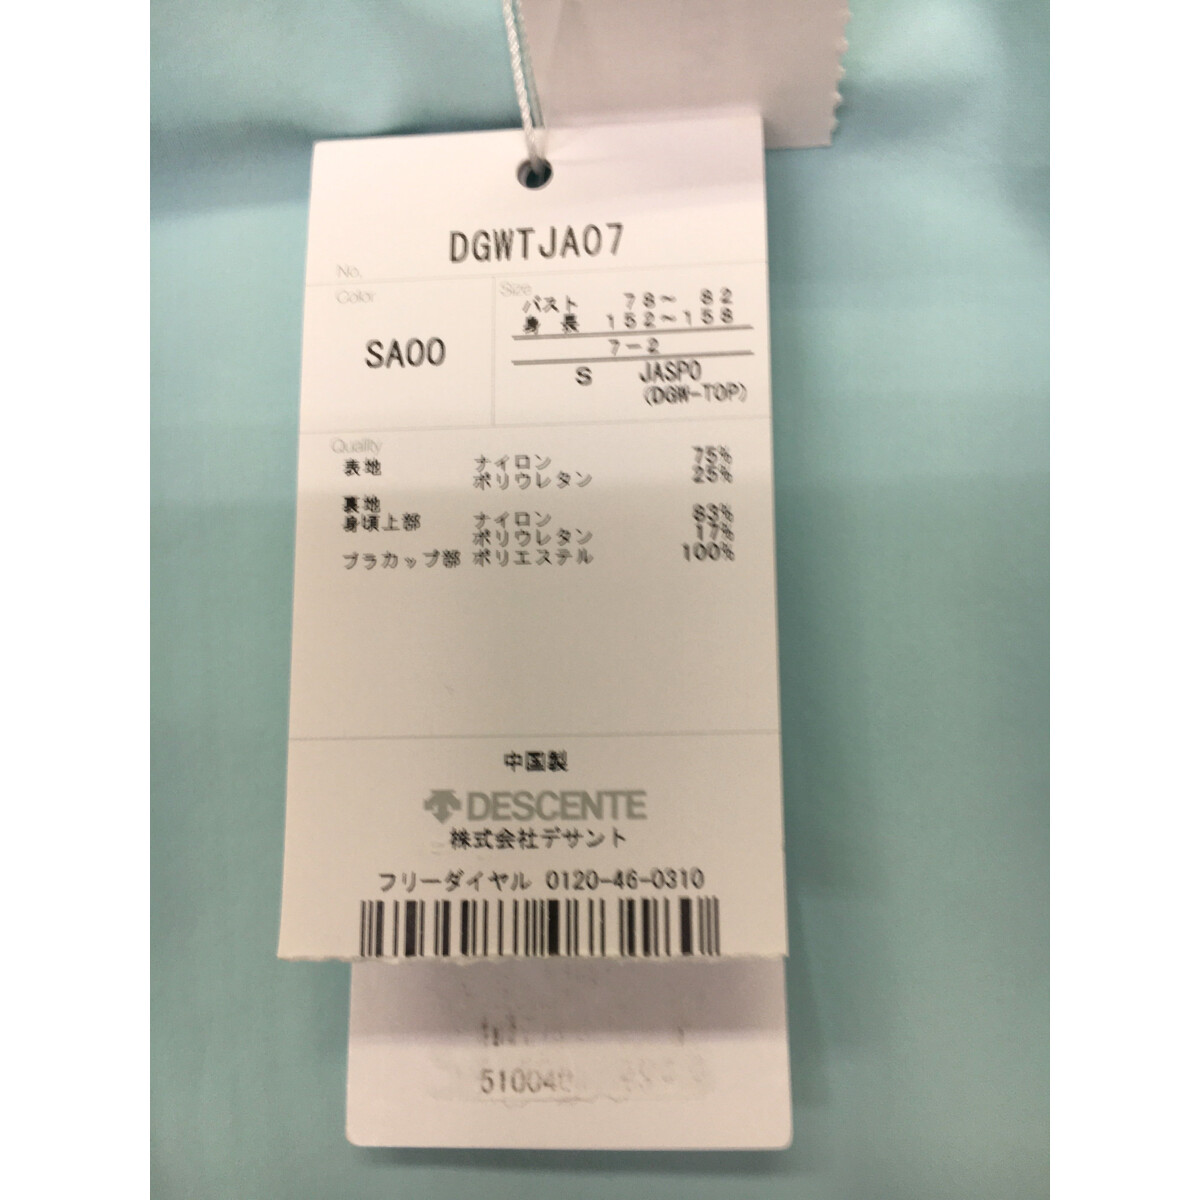 DGWTJA07
No.
Color
SA00
Size
バスト 78～ 82
身 長 152～158
7-2
S JASPO
(DGW-TOP)
Quality
表地 ナイロン 75%
ポリウレタン 25%
裏地
身頃上部 ナイロン 83%
ポリウレタン 17%
ブラカップ部 ポリエステル 100%
中国製
DESCENTE
株式会社デサント
フリーダイヤル 0120-46-0310